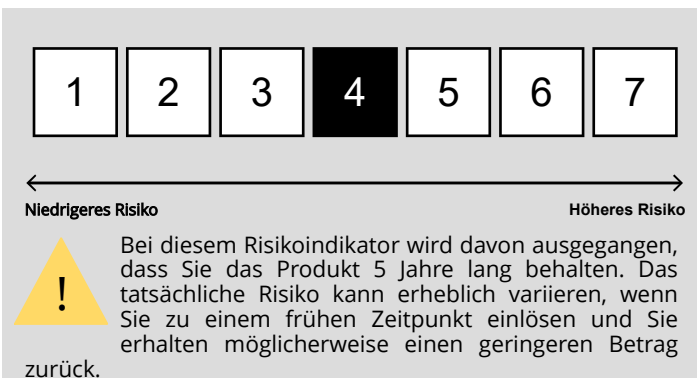 1 2 3 4 5 6 7
Niedrigeres Risiko Höheres Risiko
! Bei diesem Risikoindikator wird davon ausgegangen,
dass Sie das Produkt 5 Jahre lang behalten. Das
tatsächliche Risiko kann erheblich variieren, wenn
Sie zu einem frühen Zeitpunkt einlösen und Sie
erhalten möglicherweise einen geringeren Betrag
zurück.